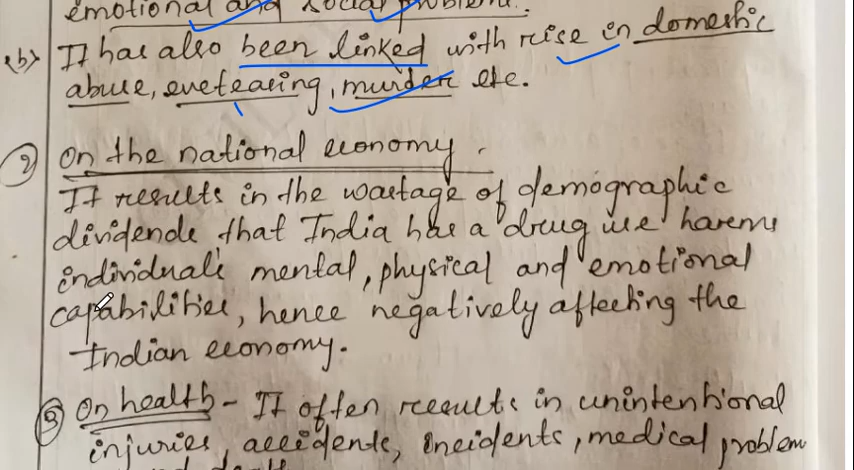 emotional and social problems.
(b) It has also been linked with rise in domestic
abuse, eveteasing, murder etc.
2 On the national economy.
It results in the wastage of demographic
dividends that India has a drug use harms
individual's mental, physical and emotional
capabilities, hence negatively affecting the
Indian economy.
3 On health - It often results in unintentional
injuries, accidents, incidents, medical problem